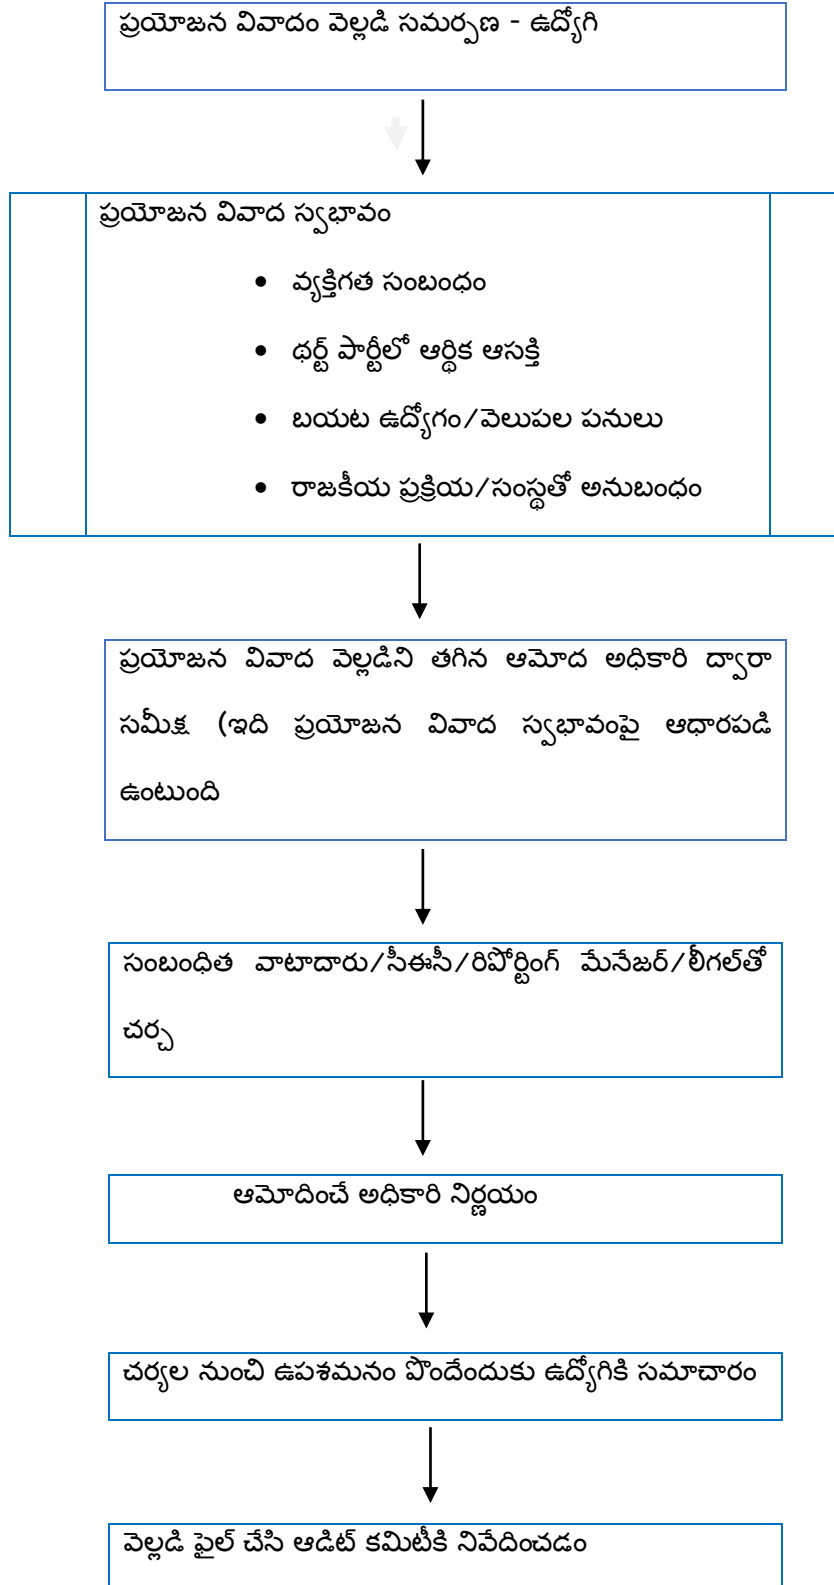 ప్రయోజన వివాదం వెల్లడి సమర్పణ - ఉద్యోగి
ప్రయోజన వివాద స్వభావం
• వ్యక్తిగత సంబంధం
• థర్ట్ పార్టీలో ఆర్థిక ఆసక్తి
• బయట ఉద్యోగం/వెలుపల పనులు
• రాజకీయ ప్రక్రియ/సంస్థతో అనుబంధం
ప్రయోజన వివాద వెల్లడిని తగిన ఆమోద అధికారి ద్వారా
సమీక్ష (ఇది ప్రయోజన వివాద స్వభావంపై ఆధారపడి
ఉంటుంది
సంబంధిత వాటాదారు/సీఈసీ/రిపోర్టింగ్ మేనేజర్/లీగల్‌తో
చర్చ
ఆమోదించే అధికారి నిర్ణయం
చర్యల నుంచి ఉపశమనం పొందేందుకు ఉద్యోగికి సమాచారం
వెల్లడి ఫైల్ చేసి ఆడిట్ కమిటీకి నివేదించడం